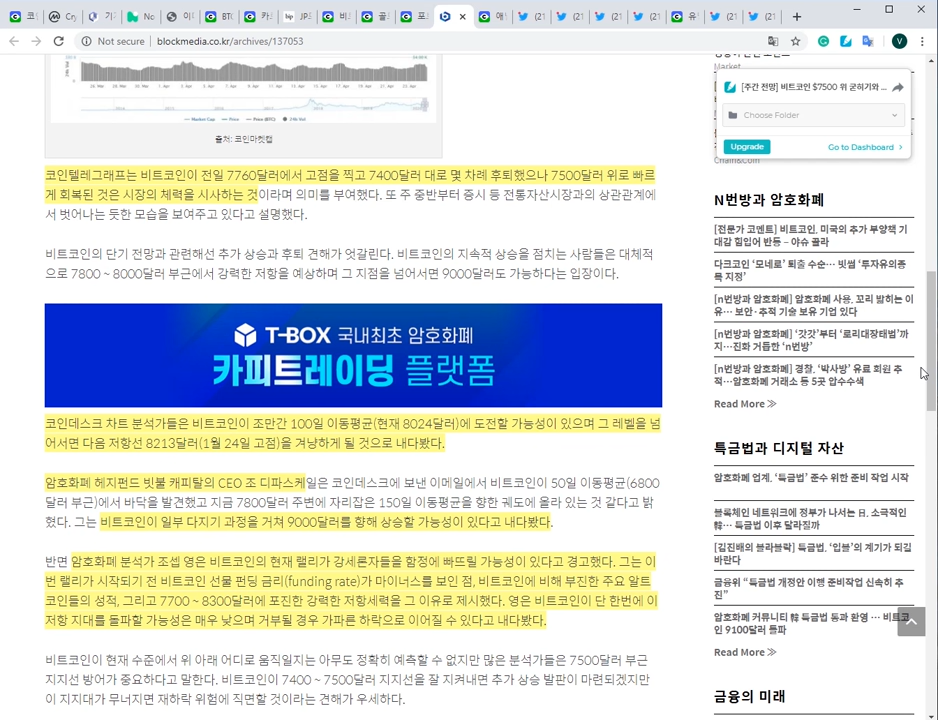 코
Cry
기
No
이
BTC
카
JP
비
골
포
애
(21
(21
(21
(21
유
(21
(21
Not secure | blockmedia.co.kr/archives/137053
V
Market Cap Price (USD) Price (BTC) 24h Vol
출처: 코인마켓캡
코인텔레그래프는 비트코인이 전일 7760달러에서 고점을 찍고 7400달러 대로 몇 차례 후퇴했으나 7500달러 위로 빠르
게 회복된 것은 시장의 체력을 시사하는 것이라며 의미를 부여했다. 또 주 중반부터 증시 등 전통자산시장과의 상관관계에
서 벗어나는 듯한 모습을 보여주고 있다고 설명했다.
비트코인의 단기 전망과 관련해선 추가 상승과 후퇴 견해가 엇갈린다. 비트코인의 지속적 상승을 점치는 사람들은 대체적
으로 7800 ~ 8000달러 부근에서 강력한 저항을 예상하며 그 지점을 넘어서면 9000달러도 가능하다는 입장이다.
T-BOX 국내최초 암호화폐
카피트레이딩 플랫폼
코인데스크 차트 분석가들은 비트코인이 조만간 100일 이동평균(현재 8024달러)에 도전할 가능성이 있으며 그 레벨을 넘
어서면 다음 저항선 8213달러(1월 24일 고점)을 겨냥하게 될 것으로 내다봤다.
암호화폐 헤지펀드 빗불 캐피탈의 CEO 조 디파스케일은 코인데스크에 보낸 이메일에서 비트코인이 50일 이동평균(6800
달러 부근)에서 바닥을 발견했고 지금 7800달러 주변에 자리잡은 150일 이동평균을 향한 궤도에 올라 있는 것 같다고 밝
혔다. 그는 비트코인이 일부 다지기 과정을 거쳐 9000달러를 향해 상승할 가능성이 있다고 내다봤다.
반면 암호화폐 분석가 조셉 영은 비트코인의 현재 랠리가 강세론자들을 함정에 빠뜨릴 가능성이 있다고 경고했다. 그는 이
번 랠리가 시작되기 전 비트코인 선물 펀딩 금리(funding rate)가 마이너스를 보인 점, 비트코인에 비해 부진한 주요 알트
코인들의 성적, 그리고 7700 ~ 8300달러에 포진한 강력한 저항세력을 그 이유로 제시했다. 영은 비트코인이 단 한번에 이
저항 지대를 돌파할 가능성은 매우 낮으며 거부될 경우 가파른 하락으로 이어질 수 있다고 내다봤다.
비트코인이 현재 수준에서 위 아래 어디로 움직일지는 아무도 정확히 예측할 수 없지만 많은 분석가들은 7500달러 부근
지지선 방어가 중요하다고 말한다. 비트코인이 7400 ~ 7500달러 지지선을 잘 지켜내면 추가 상승 발판이 마련되겠지만
이 지지대가 무너지면 재하락 위험에 직면할 것이라는 견해가 우세하다.
Market
[주간 전망] 비트코인 $7500 위 굳히기와 ...
Choose Folder
Upgrade
Go to Dashboard
Chain&Coin
N번방과 암호화폐
[전문가 코멘트] 비트코인, 미국의 추가 부양책 기
대감 힘입어 반등 – 야슈 골라
다크코인 '모네로' 퇴출 수순… 빗썸 '투자유의종
목 지정'
[n번방과 암호화폐] 암호화폐 사용, 꼬리 밟히는 이
유… 보안·추적 기술 보유 기업 있다
[n번방과 암호화폐] '갓갓'부터 '로리대장태범'까
지…진화 거듭한 'n번방'
[n번방과 암호화폐] 경찰, '박사방' 유료 회원 추
적…암호화폐 거래소 등 5곳 압수수색
Read More ≫
특금법과 디지털 자산
암호화폐 업계, '특금법' 준수 위한 준비 작업 시작
블록체인 네트워크에 정부가 나서는 日, 소극적인
韓… 특금법 이후 달라질까
[김진배의 블라블락] 특금법, '입블'의 계기가 되길
바란다
금융위 "특금법 개정안 이행 준비작업 신속히 추
진"
암호화폐 커뮤니티 韓 특금법 통과 환영 … 비트코
인 9100달러 돌파
Read More ≫
금융의 미래